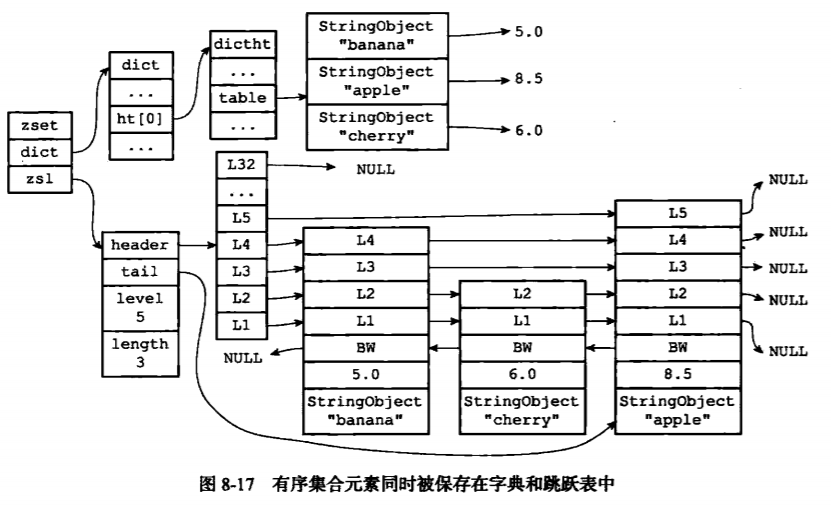 zset
dict
zsl
dict
...
ht[0]
...
dictht
...
table
...
StringObject
"banana"
StringObject
"apple"
StringObject
"cherry"
5.0
8.5
6.0
header
tail
level
5
length
3
L32
...
L5
L4
L3
L2
L1
NULL
NULL
L4
L3
L2
L1
BW
5.0
StringObject
"banana"
L2
L1
BW
6.0
StringObject
"cherry"
L5
L4
L3
L2
L1
BW
8.5
StringObject
"apple"
NULL
NULL
NULL
NULL
NULL
图 8-17 有序集合元素同时被保存在字典和跳跃表中